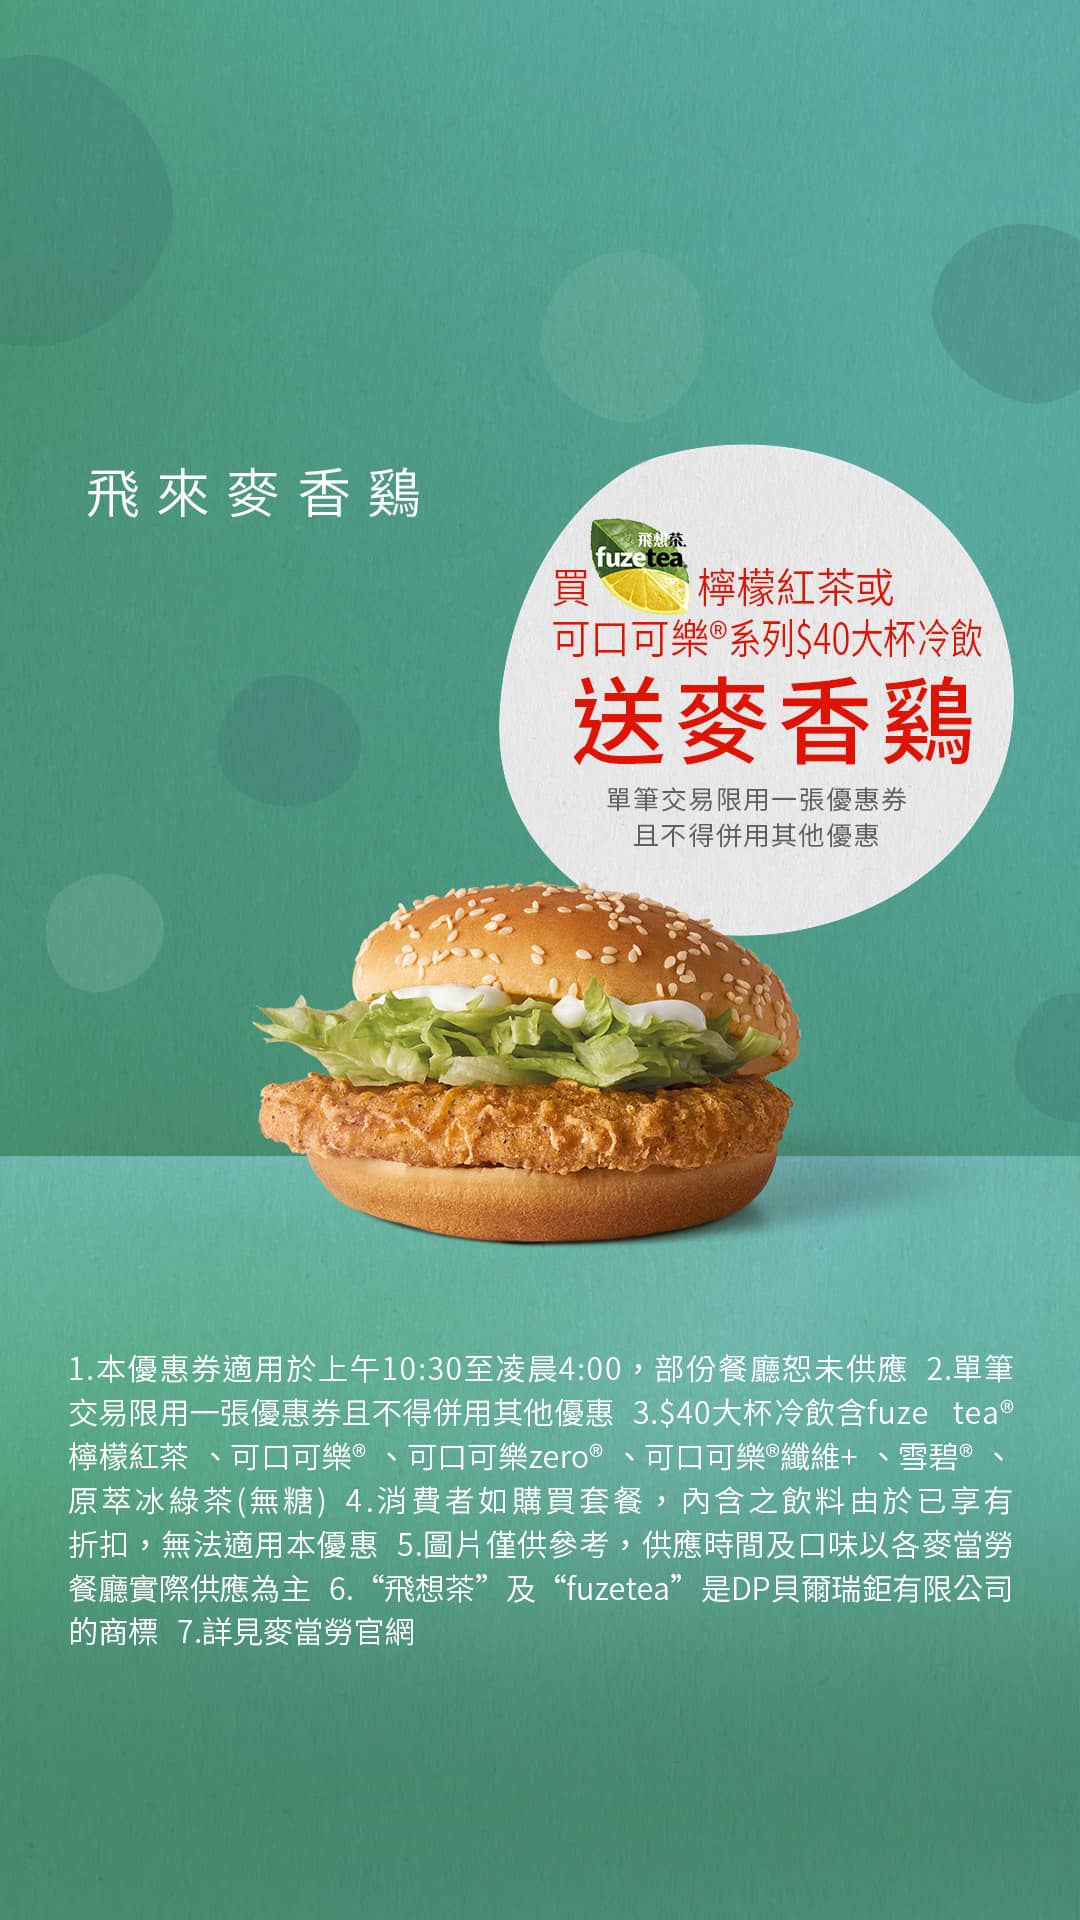 飛來麥香鷄
飛想茶.
fuzetea®
買 檸檬紅茶或
可口可樂®系列$40大杯冷飲
送麥香鷄
單筆交易限用一張優惠券
且不得併用其他優惠
1.本優惠券適用於上午10:30至凌晨4:00，部份餐廳恕未供應 2.單筆
交易限用一張優惠券且不得併用其他優惠 3.$40大杯冷飲含fuze tea®
檸檬紅茶 、可口可樂® 、可口可樂zero® 、可口可樂®纖維+ 、雪碧® 、
原萃冰綠茶(無糖) 4.消費者如購買套餐，內含之飲料由於已享有
折扣，無法適用本優惠 5.圖片僅供參考，供應時間及口味以各麥當勞
餐廳實際供應為主 6.“飛想茶”及“fuzetea”是DP貝爾瑞鉅有限公司
的商標 7.詳見麥當勞官網